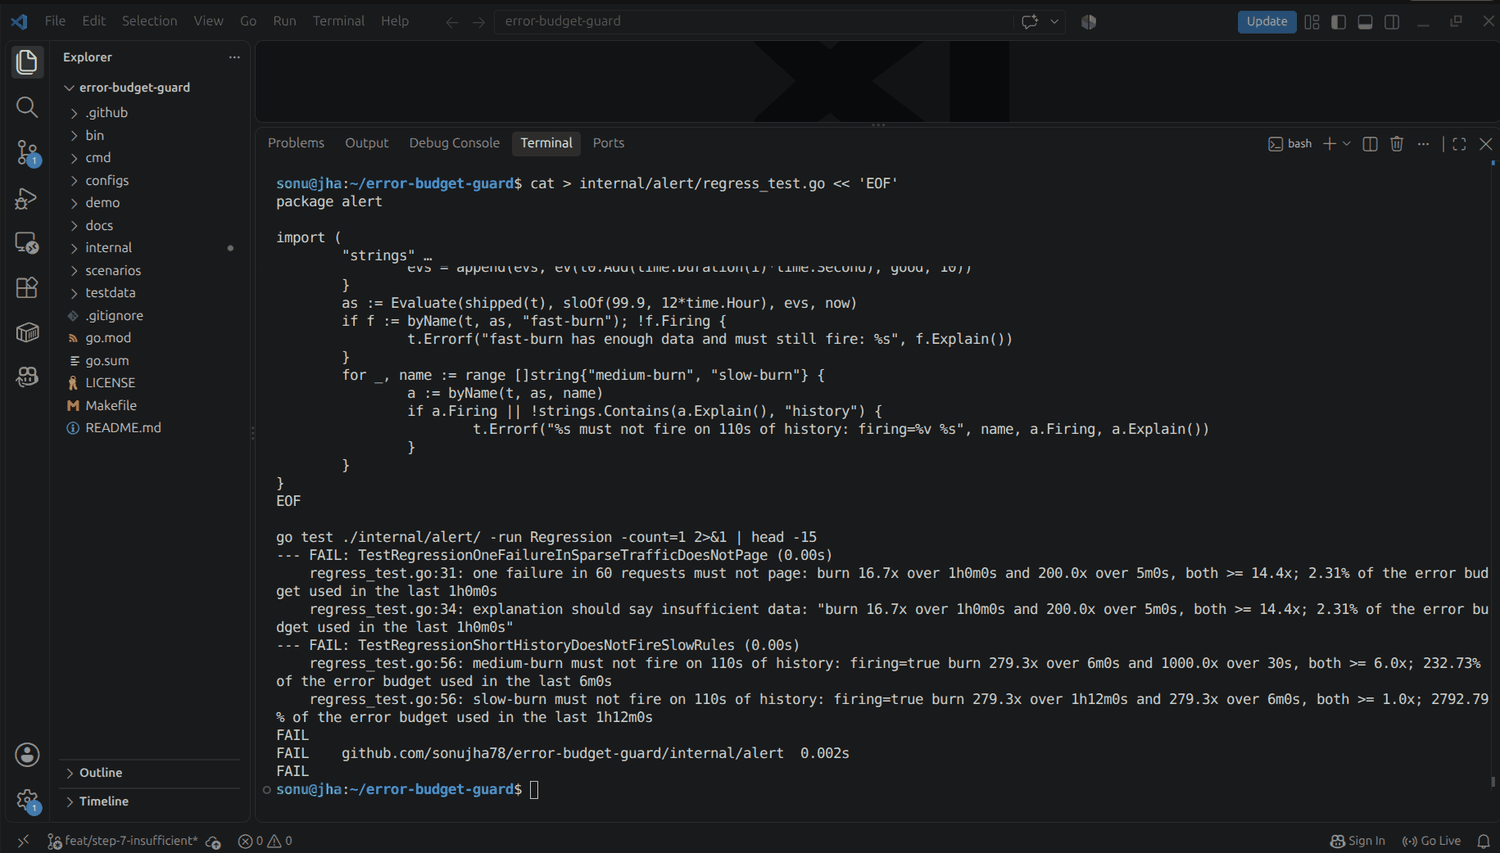 File Edit Selection View Go Run Terminal Help
error-budget-guard
Update
Explorer
error-budget-guard
.github
bin
cmd
configs
demo
docs
internal
scenarios
testdata
.gitignore
go.mod
go.sum
LICENSE
Makefile
README.md
Outline
Timeline
Problems Output Debug Console Terminal Ports
bash
sonu@jha:~/error-budget-guard$ cat > internal/alert/regress_test.go << 'EOF'
package alert
import (
"strings" …
evs = append(evs, ev(t0.Add(time.Duration(i)*time.Second), good, 10))
}
as := Evaluate(shipped(t), sloOf(99.9, 12*time.Hour), evs, now)
if f := byName(t, as, "fast-burn"); !f.Firing {
t.Errorf("fast-burn has enough data and must still fire: %s", f.Explain())
}
for _, name := range []string{"medium-burn", "slow-burn"} {
a := byName(t, as, name)
if a.Firing || !strings.Contains(a.Explain(), "history") {
t.Errorf("%s must not fire on 110s of history: firing=%v %s", name, a.Firing, a.Explain())
}
}
}
EOF
go test ./internal/alert/ -run Regression -count=1 2>&1 | head -15
--- FAIL: TestRegressionOneFailureInSparseTrafficDoesNotPage (0.00s)
regress_test.go:31: one failure in 60 requests must not page: burn 16.7x over 1h0m0s and 200.0x over 5m0s, both >= 14.4x; 2.31% of the error bud
get used in the last 1h0m0s
regress_test.go:34: explanation should say insufficient data: "burn 16.7x over 1h0m0s and 200.0x over 5m0s, both >= 14.4x; 2.31% of the error bu
dget used in the last 1h0m0s"
--- FAIL: TestRegressionShortHistoryDoesNotFireSlowRules (0.00s)
regress_test.go:56: medium-burn must not fire on 110s of history: firing=true burn 279.3x over 6m0s and 1000.0x over 30s, both >= 6.0x; 232.73%
of the error budget used in the last 6m0s
regress_test.go:56: slow-burn must not fire on 110s of history: firing=true burn 279.3x over 1h12m0s and 279.3x over 6m0s, both >= 1.0x; 2792.79
% of the error budget used in the last 1h12m0s
FAIL
FAIL github.com/sonujha78/error-budget-guard/internal/alert 0.002s
FAIL
sonu@jha:~/error-budget-guard$
feat/step-7-insufficient* 0 0 Sign In Go Live
1
1